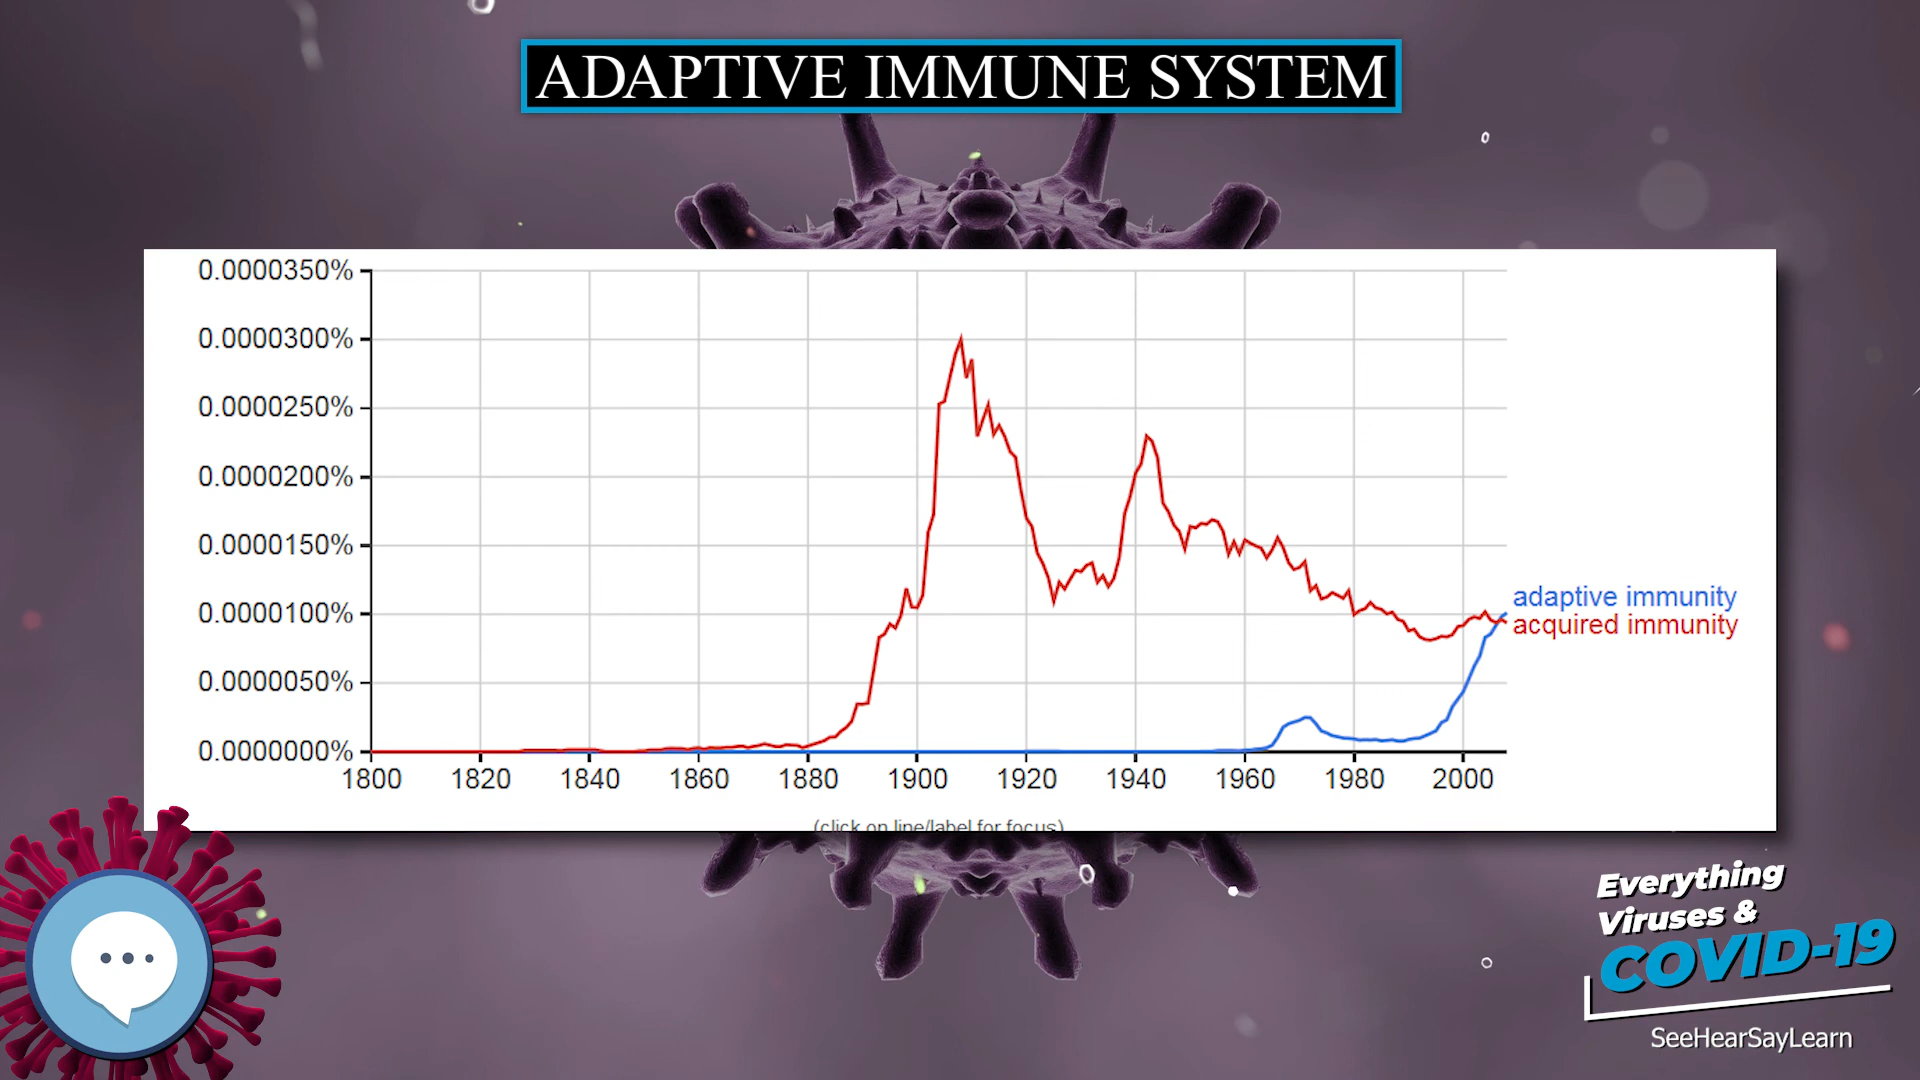 ADAPTIVE IMMUNE SYSTEM
0.0000350%
0.0000300%
0.0000250%
0.0000200%
0.0000150%
0.0000100%
0.0000050%
0.0000000%
adaptive immunity
acquired immunity
1800 1820 1840 1860 1880 1900 1920 1940 1960 1980 2000
(click on line/label for focus)
Everything
Viruses &
COVID-19
SeeHearSayLearn